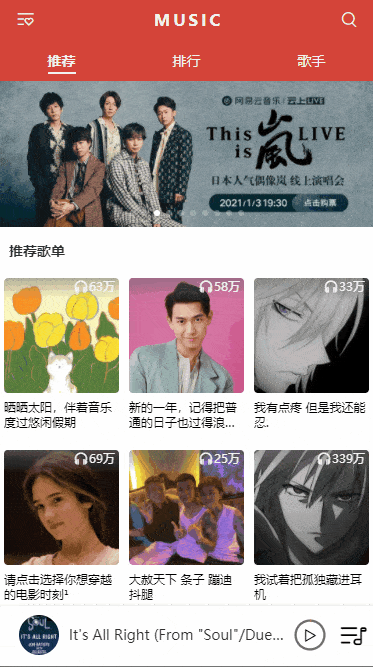 MUSIC
推荐 排行 歌手
网易云音乐 云上LIVE
This is 嵐 LIVE
日本人气偶像岚 线上演唱会
2021/1/3 19:30 点击购票
推荐歌单
63万 58万 33万
晒晒太阳，伴着音乐
度过悠闲假期
新的一年，记得把普
通的日子也过得浪...
我有点疼 但是我还能
忍.
69万 25万 339万
请点击选择你想穿越
的电影时刻¹
大赦天下 条子 蹦迪
抖腿
我试着把孤独藏进耳
机
SOUL
IT'S ALL RIGHT
It's All Right (From "Soul"/Due...